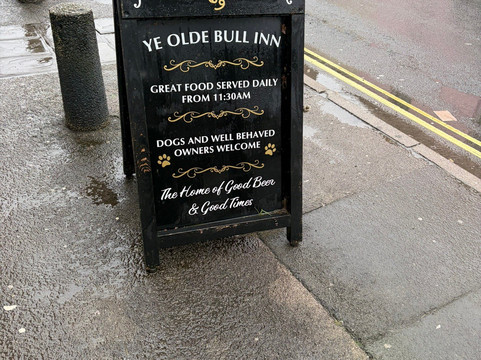 YE OLDE BULL INN
GREAT FOOD SERVED DAILY
FROM 11:30AM
DOGS AND WELL BEHAVED
OWNERS WELCOME
The Home of Good Beer
& Good Times